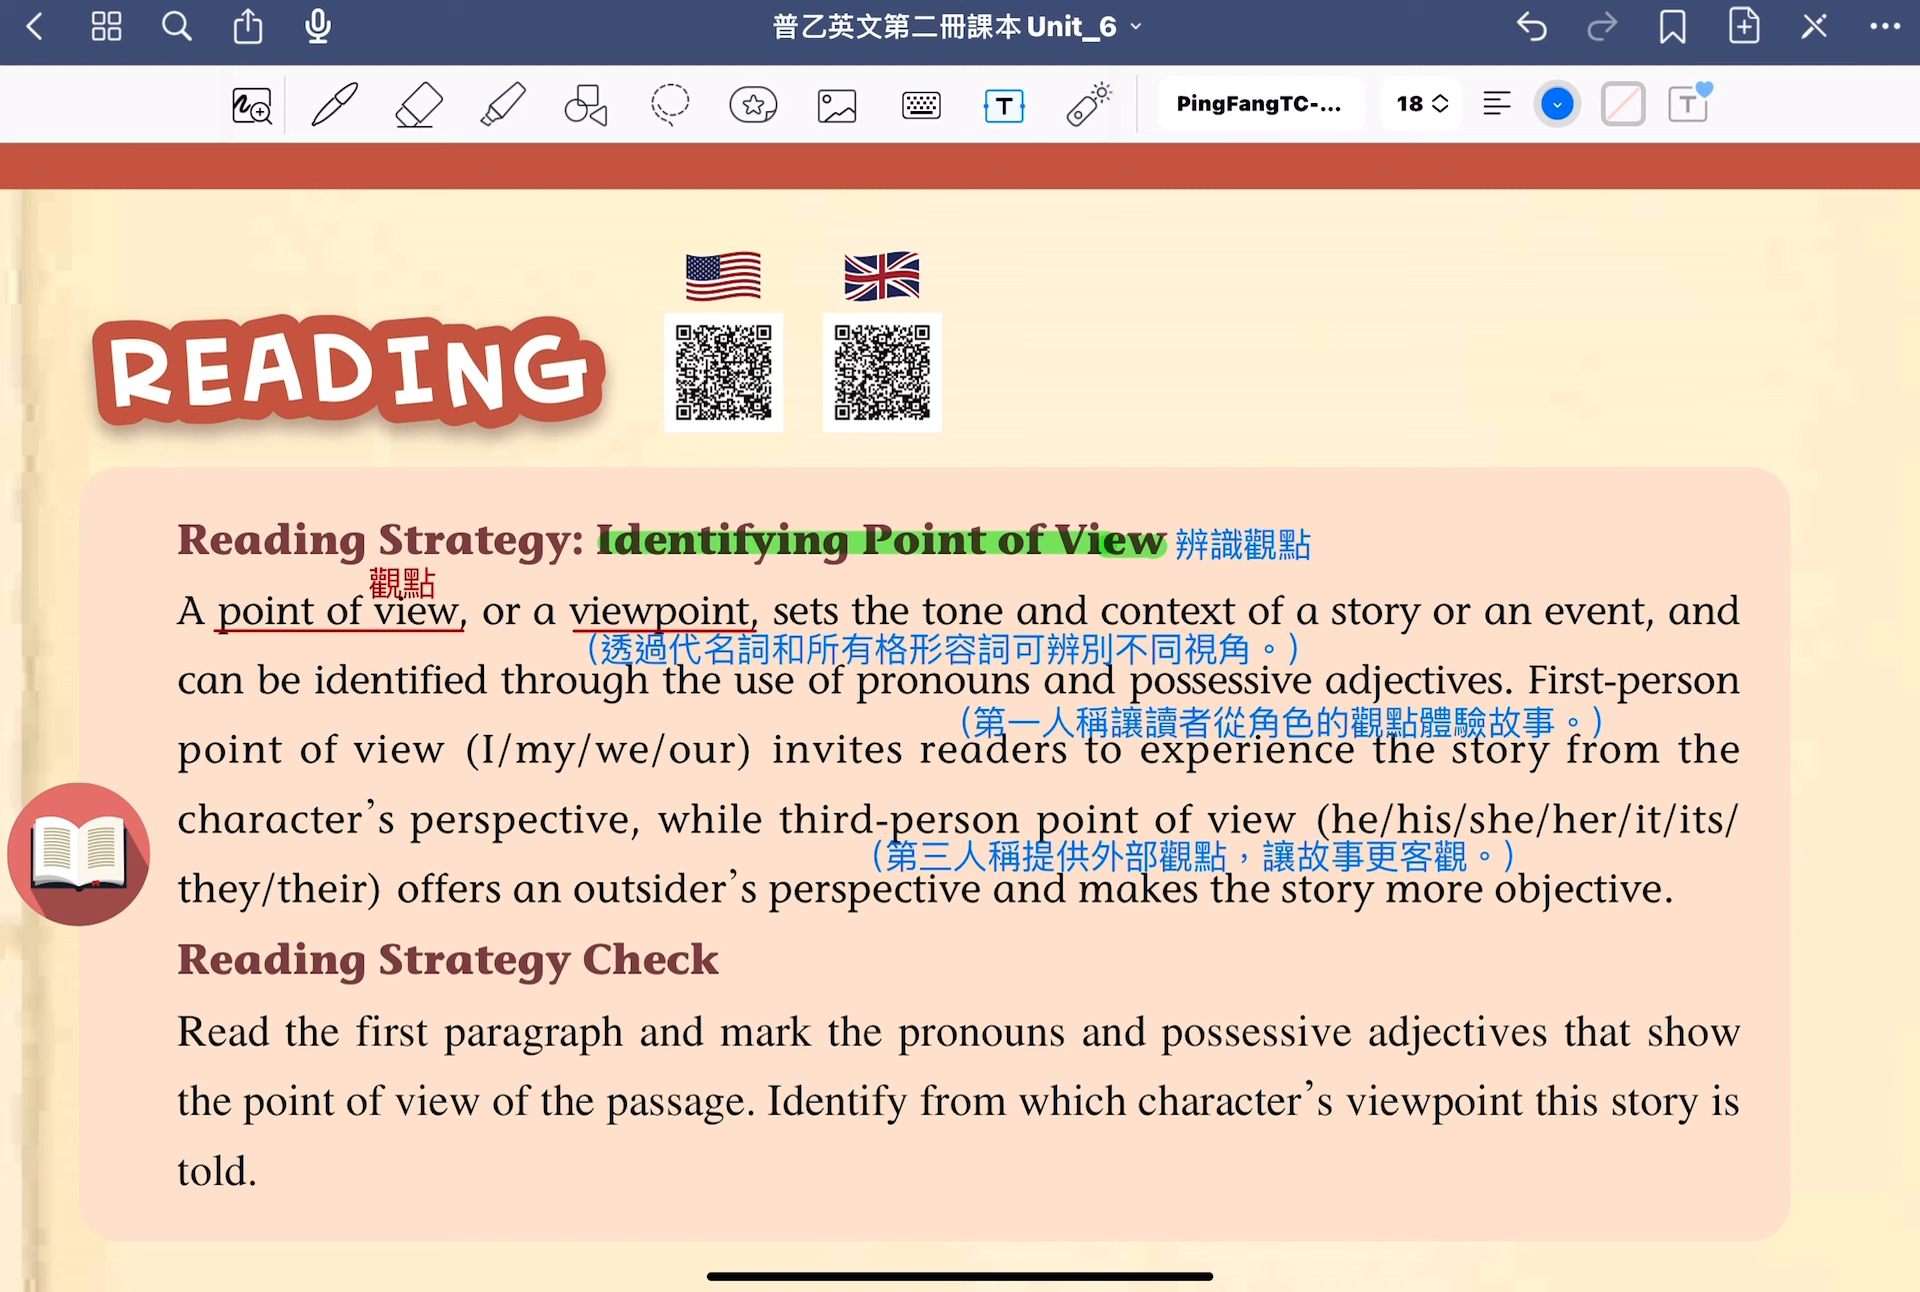 普乙英文第二冊課本 Unit_6
T
PingFangTC-...
18
T
READING
Reading Strategy: Identifying Point of View 辨識觀點
觀點
A point of view, or a viewpoint, sets the tone and context of a story or an event, and
（透過代名詞和所有格形容詞可辨別不同視角。）
can be identified through the use of pronouns and possessive adjectives. First-person
（第一人稱讓讀者從角色的觀點體驗故事。）
point of view (I/my/we/our) invites readers to experience the story from the
character’s perspective, while third-person point of view (he/his/she/her/it/its/
（第三人稱提供外部觀點，讓故事更客觀。）
they/their) offers an outsider’s perspective and makes the story more objective.
Reading Strategy Check
Read the first paragraph and mark the pronouns and possessive adjectives that show
the point of view of the passage. Identify from which character’s viewpoint this story is
told.